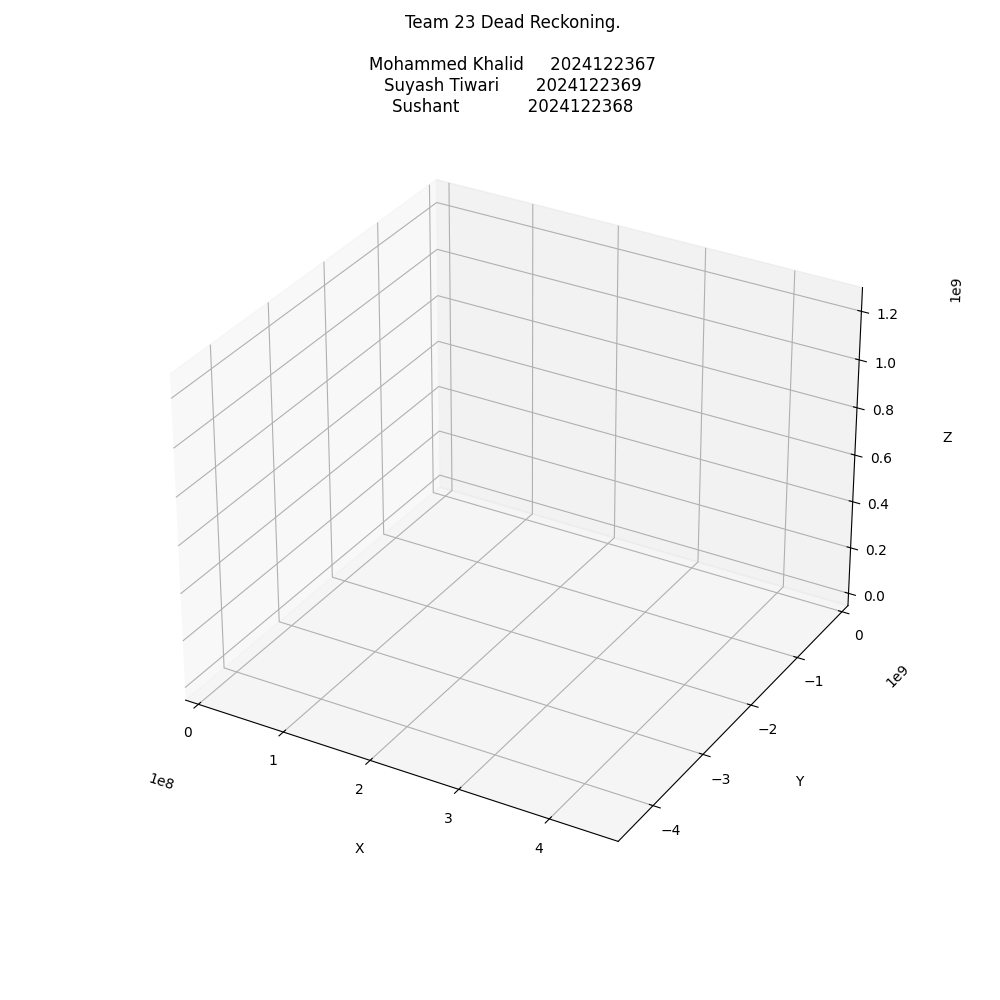 Team 23 Dead Reckoning.
Mohammed Khalid     2024122367
Suyash Tiwari       2024122369
Sushant             2024122368
1e9
1.2
1.0
0.8
Z
0.6
0.4
0.2
0.0
0
1e9
−1
−2
−3
Y
−4
0
1
2
3
4
1e8
X